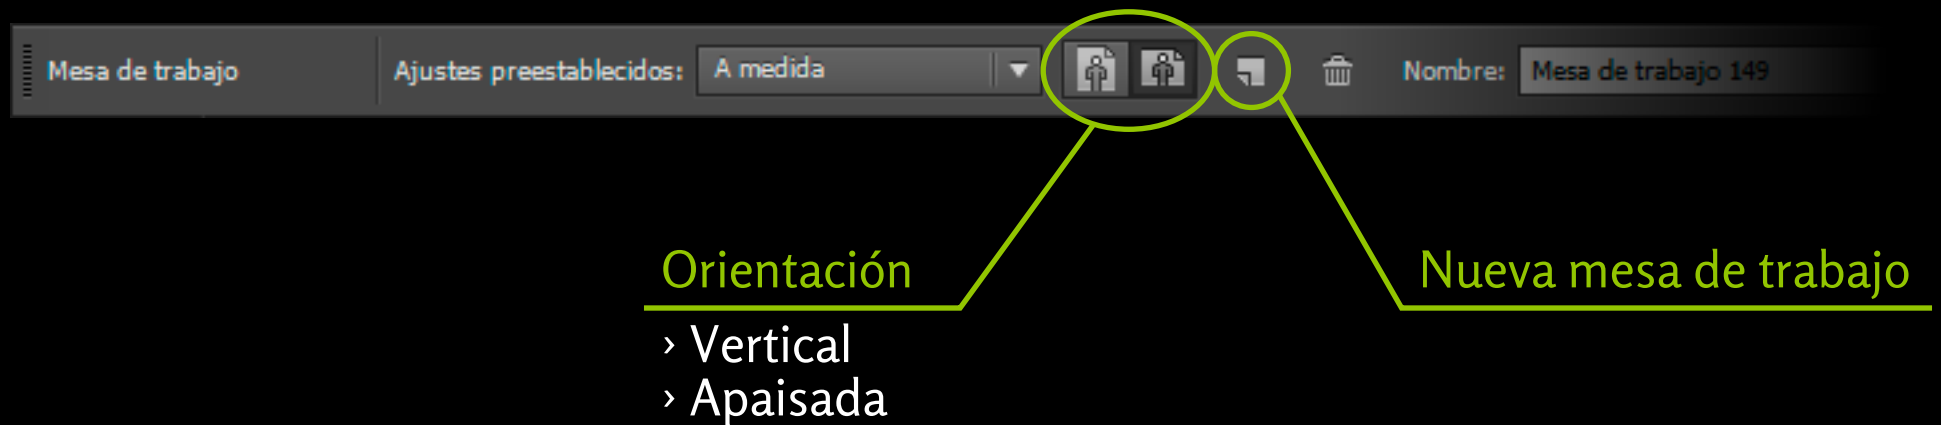 Mesa de trabajo Ajustes preestablecidos: A medida Nombre: Mesa de trabajo 149
Orientación Nueva mesa de trabajo
› Vertical
› Apaisada